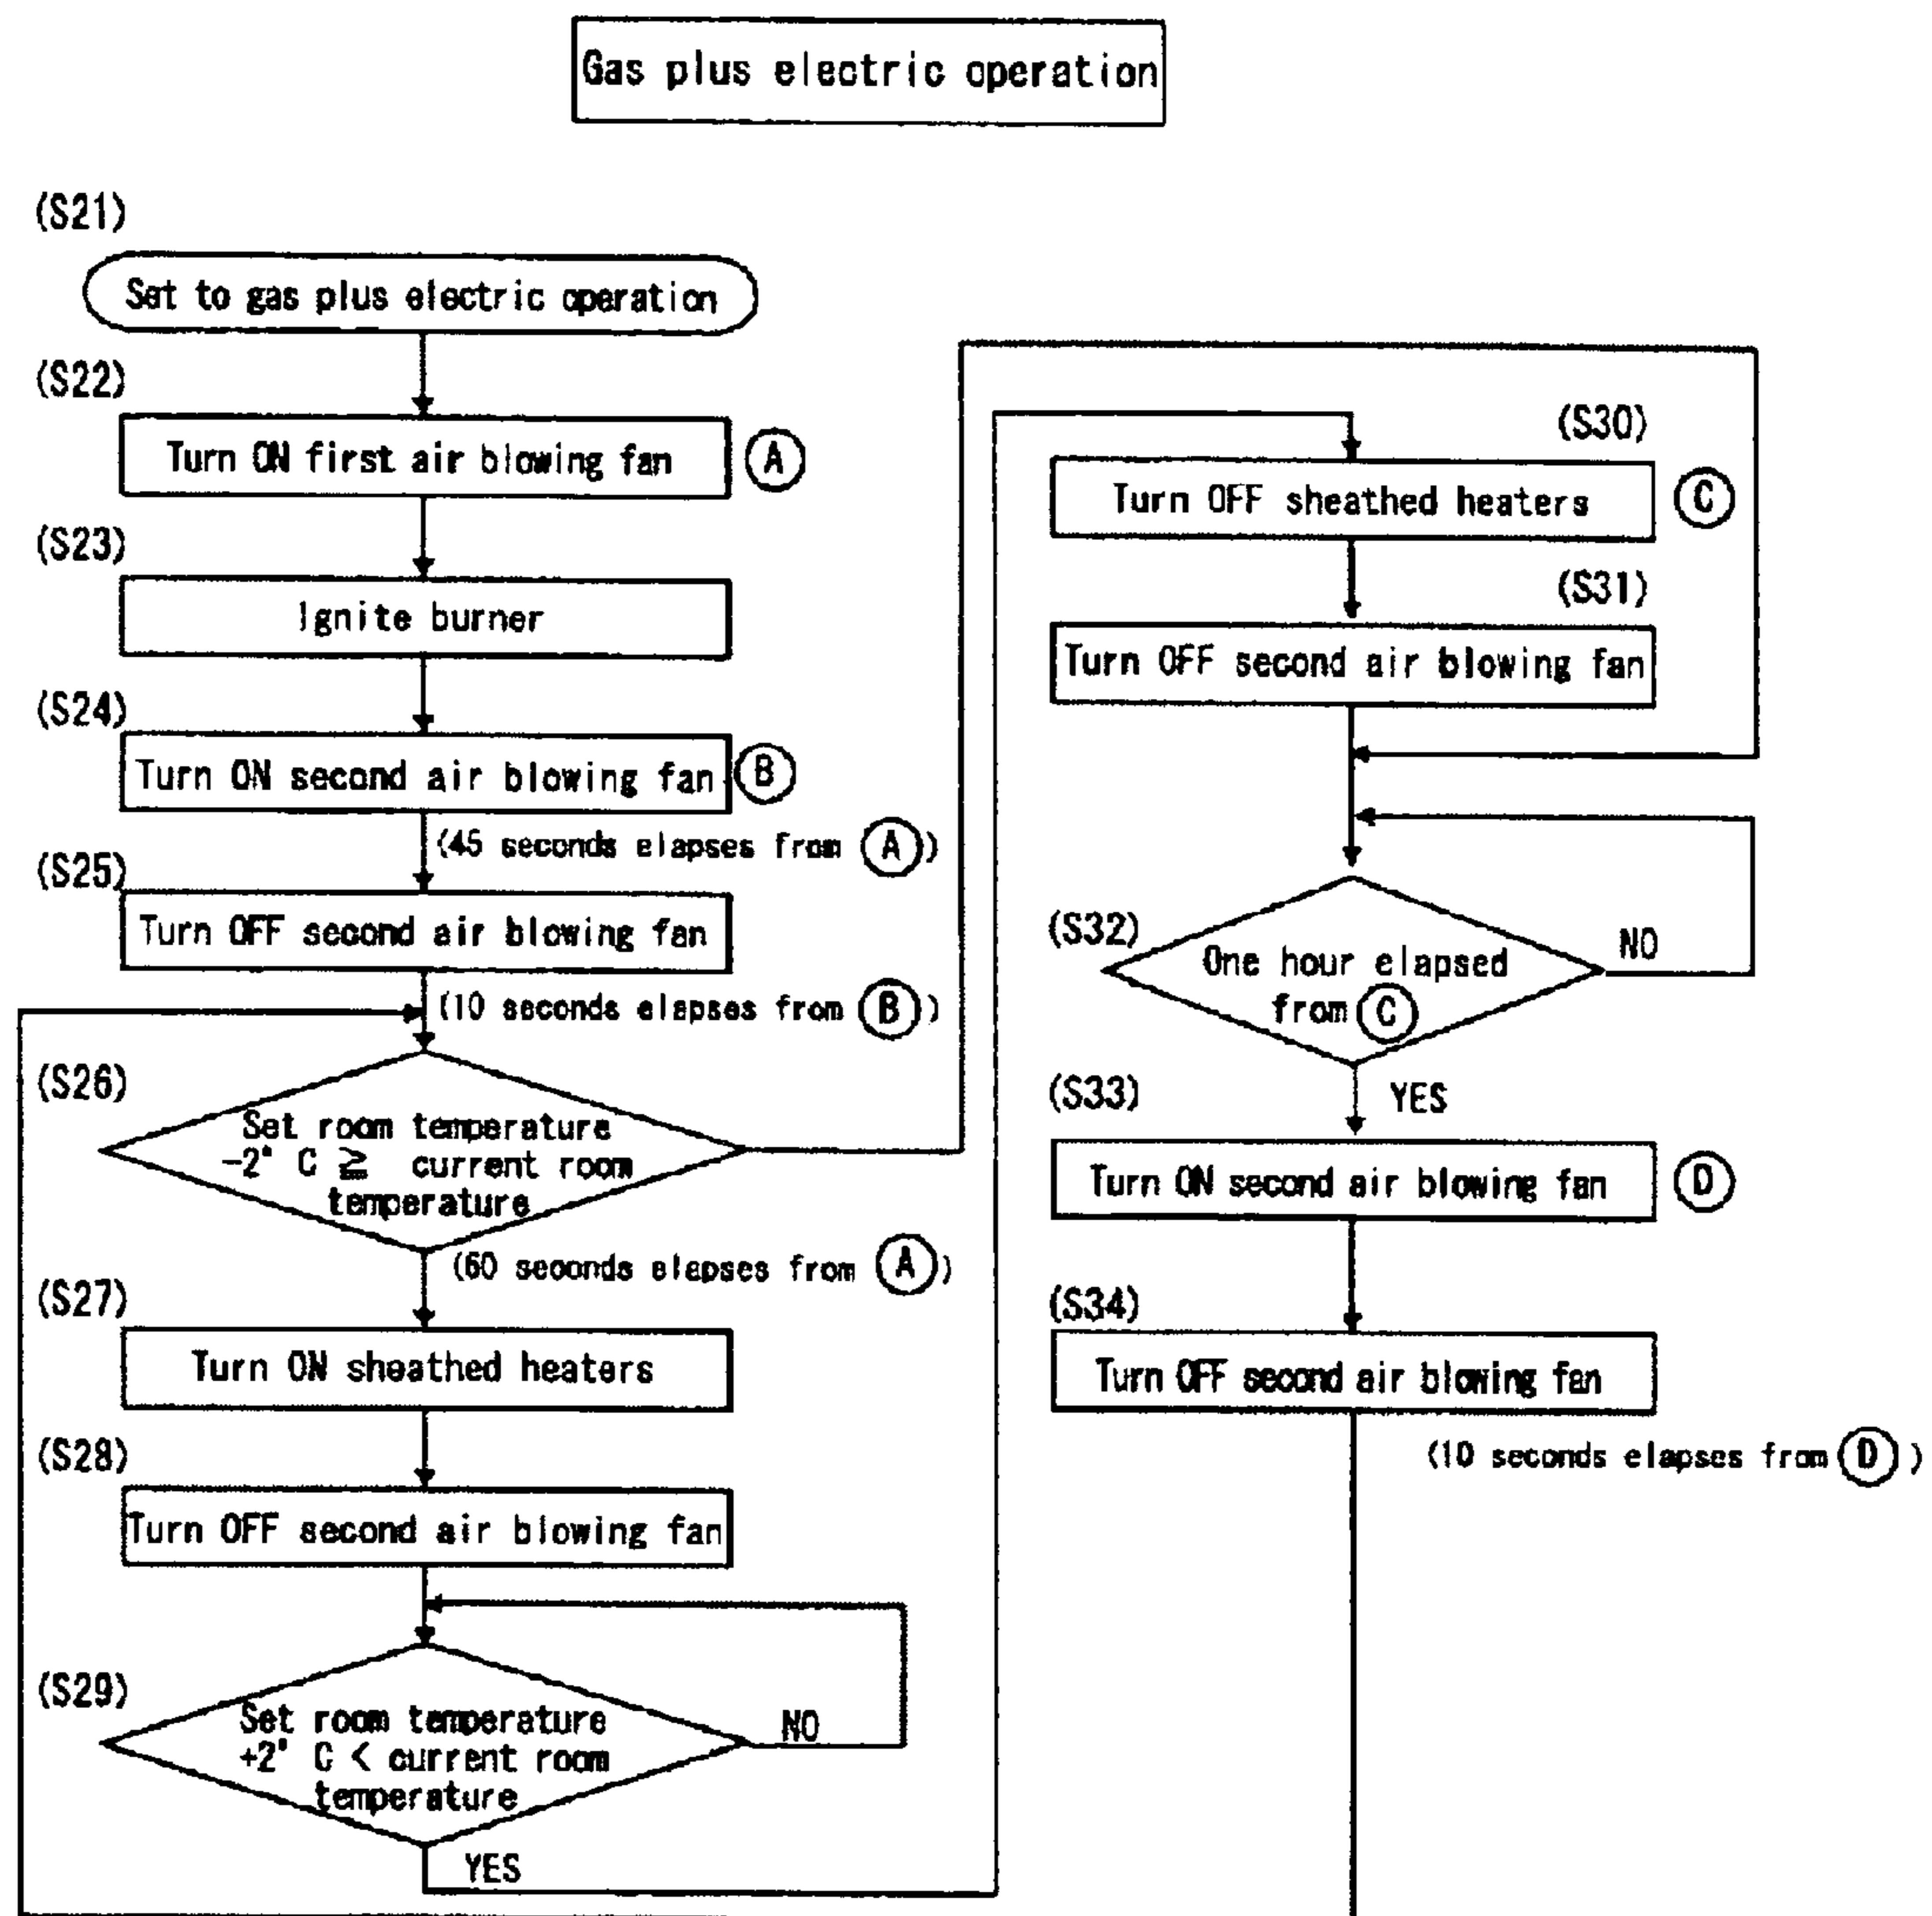 Gas plus electric operation
(S21)
Set to gas plus electric operation
(S22)
Turn ON first air blowing fan
A
(S23)
Ignite burner
(S24)
Turn ON second air blowing fan
B
(45 seconds elapses from A)
(S25)
Turn OFF second air blowing fan
(10 seconds elapses from B)
(S26)
Set room temperature
-2° C ≧ current room
temperature
(60 seconds elapses from A)
(S27)
Turn ON sheathed heaters
(S28)
Turn OFF second air blowing fan
(S29)
Set room temperature
+2° C < current room
temperature
NO
YES
(S30)
Turn OFF sheathed heaters
C
(S31)
Turn OFF second air blowing fan
(S32)
One hour elapsed
from C
NO
YES
(S33)
Turn ON second air blowing fan
D
(S34)
Turn OFF second air blowing fan
(10 seconds elapses from D)